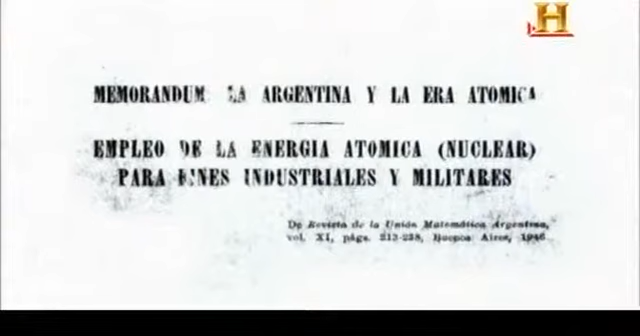 H
MEMORANDUM LA ARGENTINA Y LA ERA ATOMICA
EMPLEO DE LA ENERGIA ATOMICA (NUCLEAR)
PARA FINES INDUSTRIALES Y MILITARES
De Revista de la Unión Matemática Argentina,
vol. XI, págs. 213-238, Buenos Aires, 1946